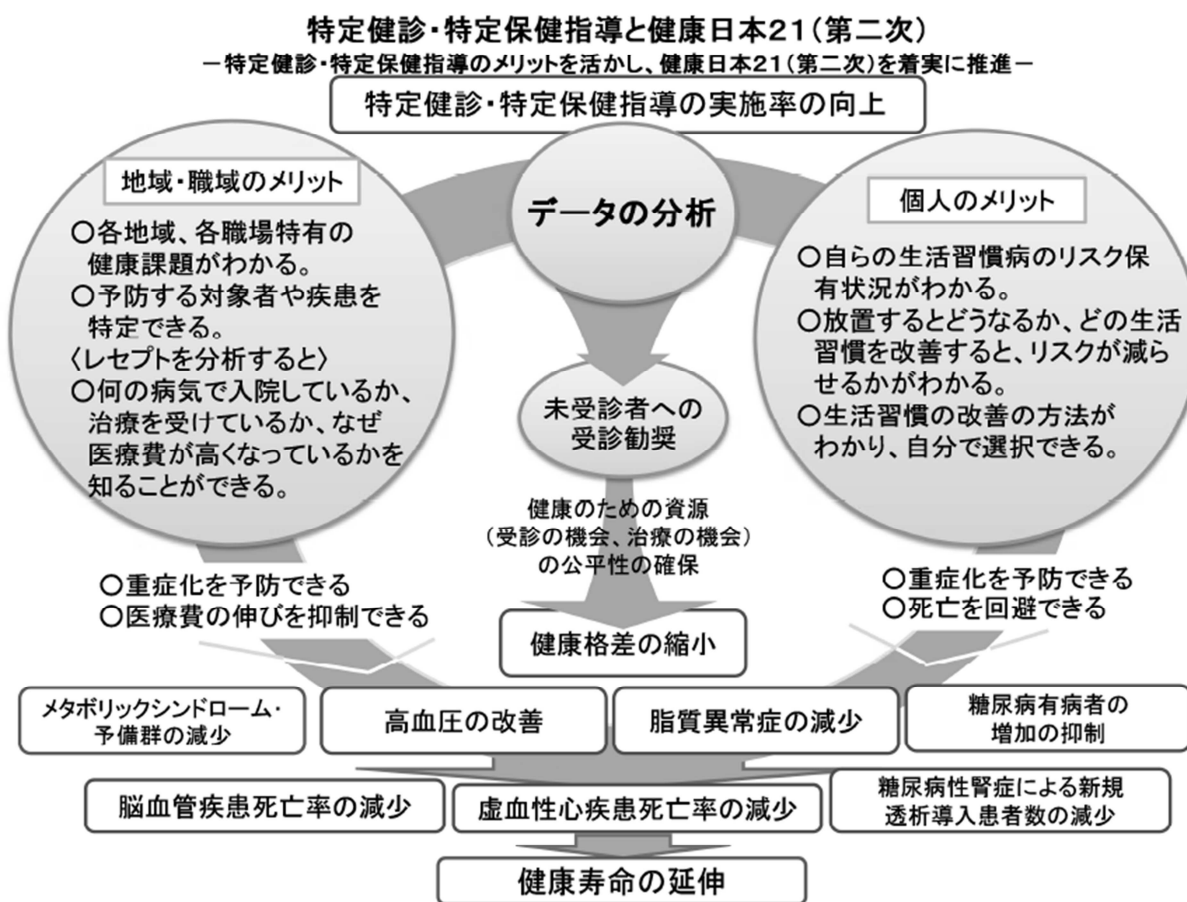 特定健診・特定保健指導と健康日本21(第二次)
－特定健診・特定保健指導のメリットを活かし、健康日本21(第二次)を着実に推進－
特定健診・特定保健指導の実施率の向上
地域・職域のメリット
〇各地域、各職場特有の
健康課題がわかる。
〇予防する対象者や疾患を
特定できる。
〈レセプトを分析すると〉
〇何の病気で入院しているか、
治療を受けているか、なぜ
医療費が高くなっているかを
知ることができる。
〇重症化を予防できる
〇医療費の伸びを抑制できる
データの分析
未受診者への
受診勧奨
健康のための資源
(受診の機会、治療の機会)
の公平性の確保
健康格差の縮小
個人のメリット
〇自らの生活習慣病のリスク保
有状況がわかる。
〇放置するとどうなるか、どの生活
習慣を改善すると、リスクが減ら
せるかがわかる。
〇生活習慣の改善の方法が
わかり、自分で選択できる。
〇重症化を予防できる
〇死亡を回避できる
メタボリックシンドローム・
予備群の減少
高血圧の改善
脂質異常症の減少
糖尿病有病者の
増加の抑制
脳血管疾患死亡率の減少
虚血性心疾患死亡率の減少
糖尿病性腎症による新規
透析導入患者数の減少
健康寿命の延伸